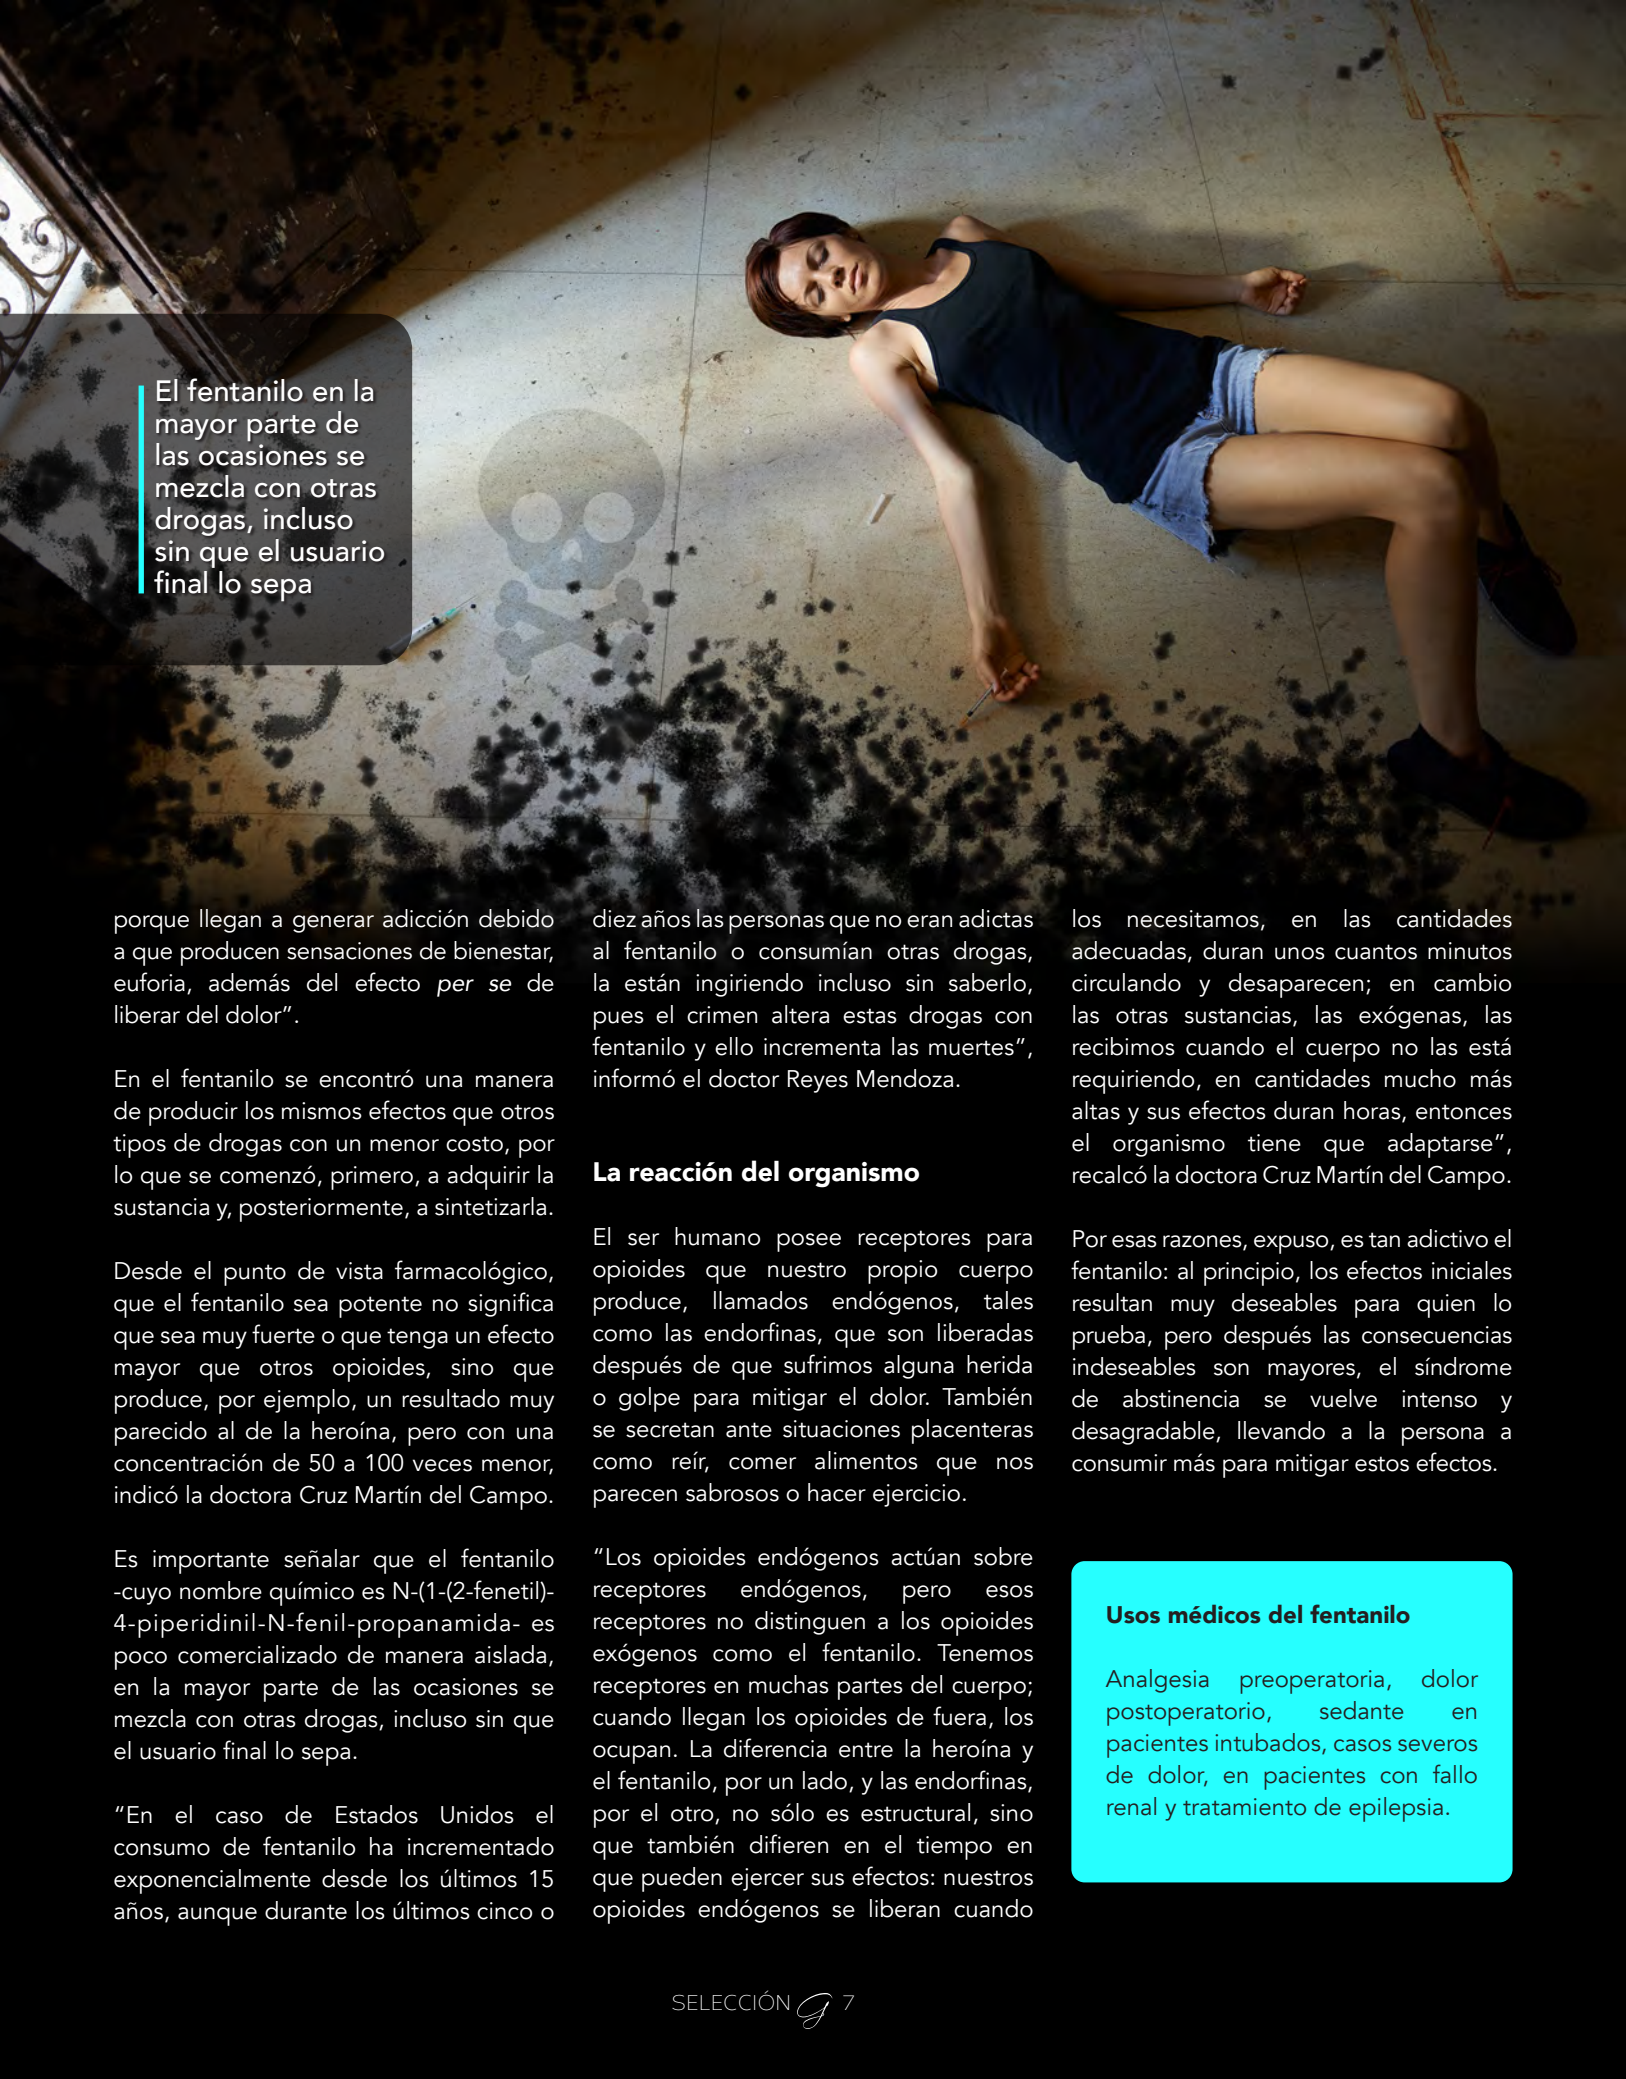 El fentanilo en la
mayor parte de
las ocasiones se
mezcla con otras
drogas, incluso
sin que el usuario
final lo sepa
porque llegan a generar adicción debido
a que producen sensaciones de bienestar,
euforia, además del efecto per se de
liberar del dolor”.
En el fentanilo se encontró una manera
de producir los mismos efectos que otros
tipos de drogas con un menor costo, por
lo que se comenzó, primero, a adquirir la
sustancia y, posteriormente, a sintetizarla.
Desde el punto de vista farmacológico,
que el fentanilo sea potente no significa
que sea muy fuerte o que tenga un efecto
mayor que otros opioides, sino que
produce, por ejemplo, un resultado muy
parecido al de la heroína, pero con una
concentración de 50 a 100 veces menor,
indicó la doctora Cruz Martín del Campo.
Es importante señalar que el fentanilo
-cuyo nombre químico es N-(1-(2-fenetil)-
4-piperidinil-N-fenil-propanamida- es
poco comercializado de manera aislada,
en la mayor parte de las ocasiones se
mezcla con otras drogas, incluso sin que
el usuario final lo sepa.
“En el caso de Estados Unidos el
consumo de fentanilo ha incrementado
exponencialmente desde los últimos 15
años, aunque durante los últimos cinco o
diez años las personas que no eran adictas
al fentanilo o consumían otras drogas,
la están ingiriendo incluso sin saberlo,
pues el crimen altera estas drogas con
fentanilo y ello incrementa las muertes”,
informó el doctor Reyes Mendoza.
La reacción del organismo
El ser humano posee receptores para
opioides que nuestro propio cuerpo
produce, llamados endógenos, tales
como las endorfinas, que son liberadas
después de que sufrimos alguna herida
o golpe para mitigar el dolor. También
se secretan ante situaciones placenteras
como reír, comer alimentos que nos
parecen sabrosos o hacer ejercicio.
“Los opioides endógenos actúan sobre
receptores endógenos, pero esos
receptores no distinguen a los opioides
exógenos como el fentanilo. Tenemos
receptores en muchas partes del cuerpo;
cuando llegan los opioides de fuera, los
ocupan. La diferencia entre la heroína y
el fentanilo, por un lado, y las endorfinas,
por el otro, no sólo es estructural, sino
que también difieren en el tiempo en
que pueden ejercer sus efectos: nuestros
opioides endógenos se liberan cuando
los necesitamos, en las cantidades
adecuadas, duran unos cuantos minutos
circulando y desaparecen; en cambio
las otras sustancias, las exógenas, las
recibimos cuando el cuerpo no las está
requiriendo, en cantidades mucho más
altas y sus efectos duran horas, entonces
el organismo tiene que adaptarse”,
recalcó la doctora Cruz Martín del Campo.
Por esas razones, expuso, es tan adictivo el
fentanilo: al principio, los efectos iniciales
resultan muy deseables para quien lo
prueba, pero después las consecuencias
indeseables son mayores, el síndrome
de abstinencia se vuelve intenso y
desagradable, llevando a la persona a
consumir más para mitigar estos efectos.
Usos médicos del fentanilo
Analgesia preoperatoria, dolor
postoperatorio, sedante en
pacientes intubados, casos severos
de dolor, en pacientes con fallo
renal y tratamiento de epilepsia.
SELECCIÓN G 7